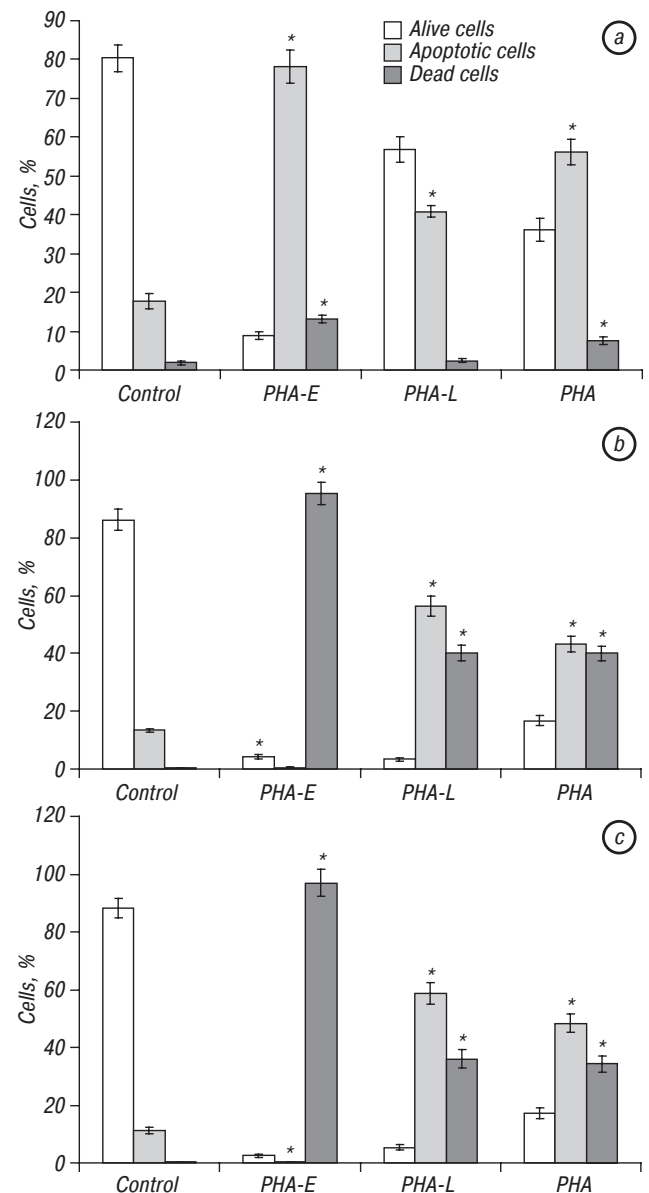 90
80
70
60
50
40
30
20
10
0
Cells, %
Alive cells
Apoptotic cells
Dead cells
a
* * * * *
Control PHA-E PHA-L PHA
120
100
80
60
40
20
0
Cells, %
b
* * * * * *
Control PHA-E PHA-L PHA
120
100
80
60
40
20
0
Cells, %
c
* * * * * *
Control PHA-E PHA-L PHA